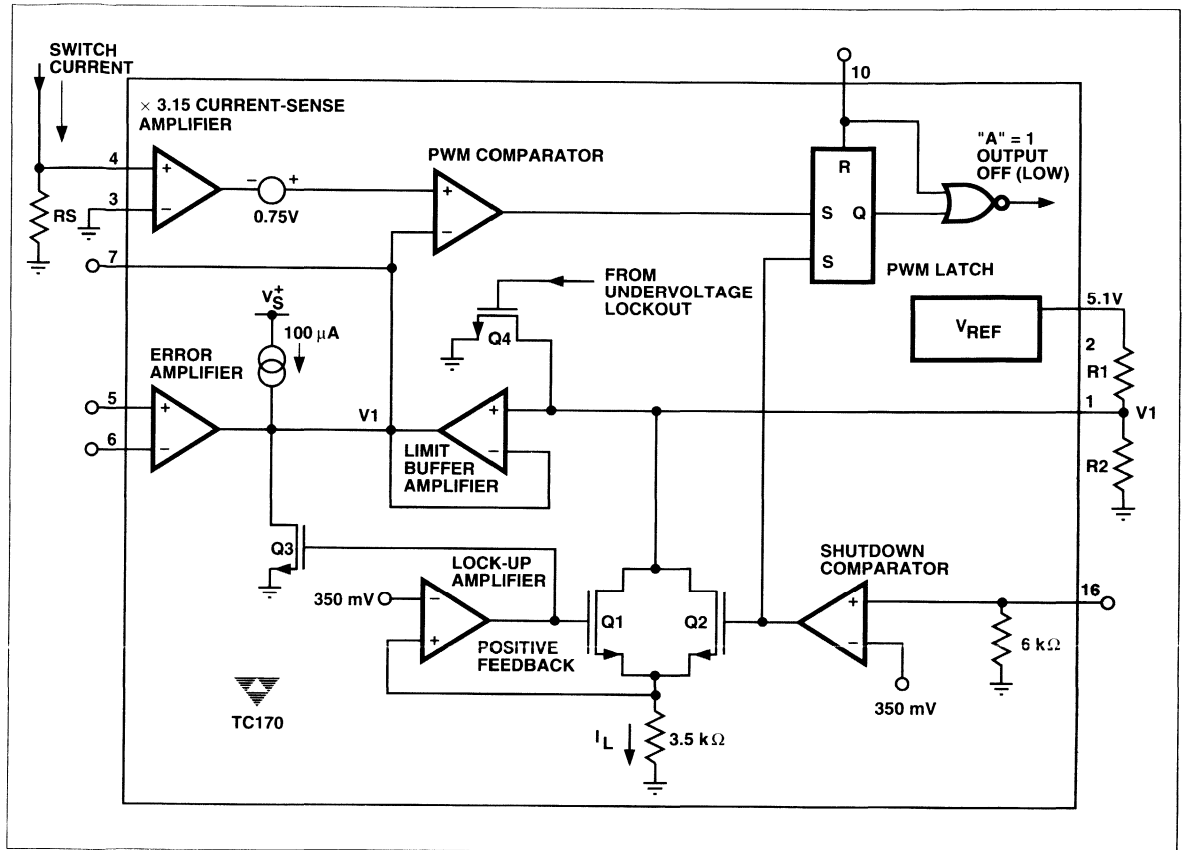 SWITCH
CURRENT
10
× 3.15 CURRENT-SENSE
AMPLIFIER
"A" = 1
OUTPUT
OFF (LOW)
PWM COMPARATOR
4
+
−
3
RS
− +
0.75V
+
−
R
S Q
S
PWM LATCH
7
FROM
UNDERVOLTAGE
LOCKOUT
V+S
100 µA
Q4
5.1V
VREF
2
R1
ERROR
AMPLIFIER
5
+
6
−
V1
+
−
1
V1
LIMIT
BUFFER
AMPLIFIER
R2
Q3
LOCK-UP
AMPLIFIER
SHUTDOWN
COMPARATOR
350 mV
−
+
Q1
Q2
+
−
16
POSITIVE
FEEDBACK
6 kΩ
350 mV
TC170
IL
3.5 kΩ